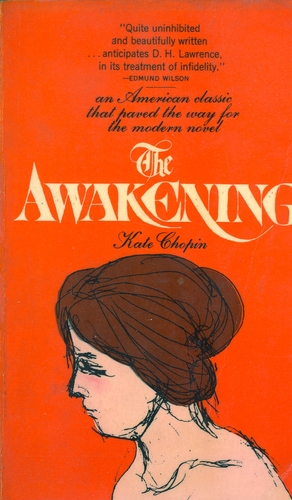 "Quite uninhibited
and beautifully written
...anticipates D. H. Lawrence,
in its treatment of infidelity."
—EDMUND WILSON
an American classic
that paved the way for
the modern novel
The
AWAKENING
Kate Chopin